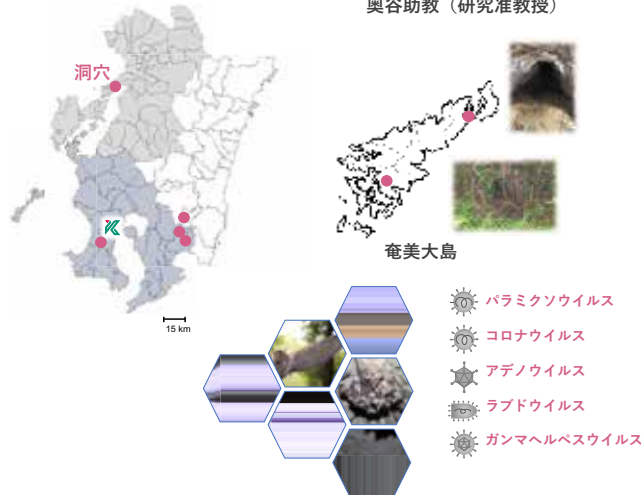 奥谷助教（研究准教授）
洞穴
奄美大島
15 km
パラミクソウイルス
コロナウイルス
アデノウイルス
ラブドウイルス
ガンマヘルペスウイルス